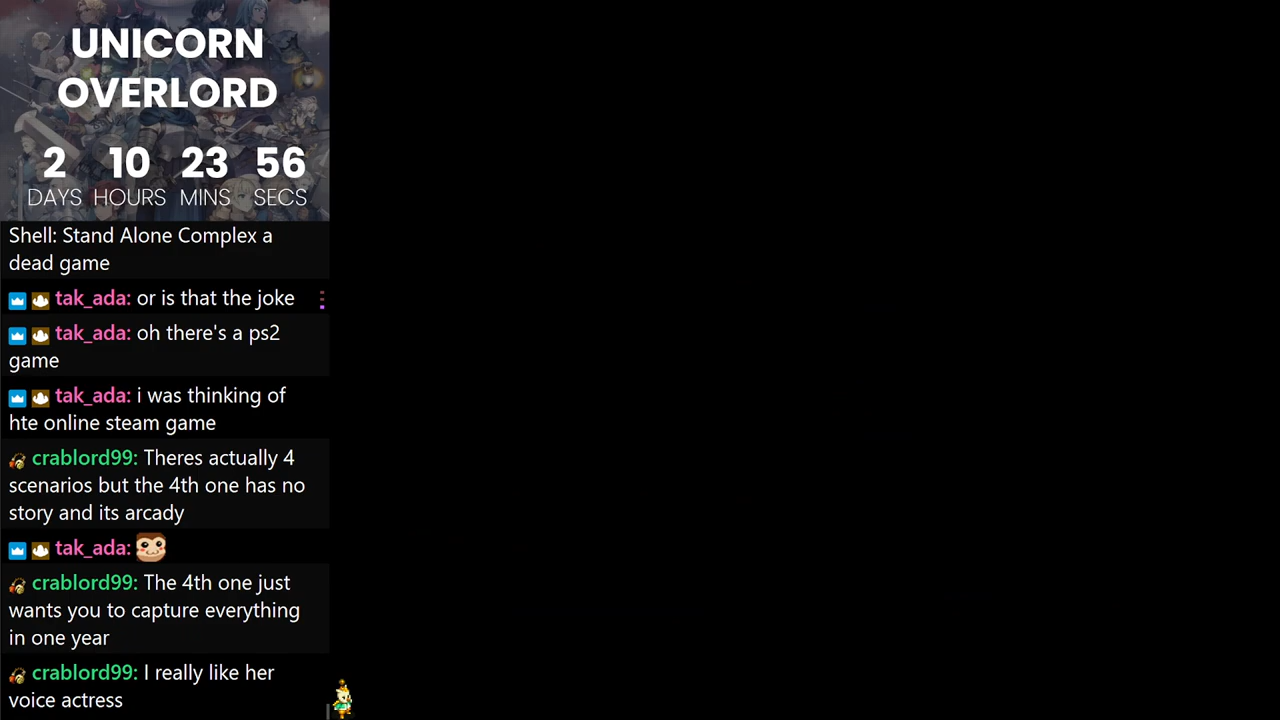 UNICORN
OVERLORD
2 10 23 56
DAYS HOURS MINS SECS
Shell: Stand Alone Complex a
dead game
tak_ada: or is that the joke
tak_ada: oh there's a ps2
game
tak_ada: i was thinking of
hte online steam game
crablord99: Theres actually 4
scenarios but the 4th one has no
story and its arcady
tak_ada:
crablord99: The 4th one just
wants you to capture everything
in one year
crablord99: I really like her
voice actress